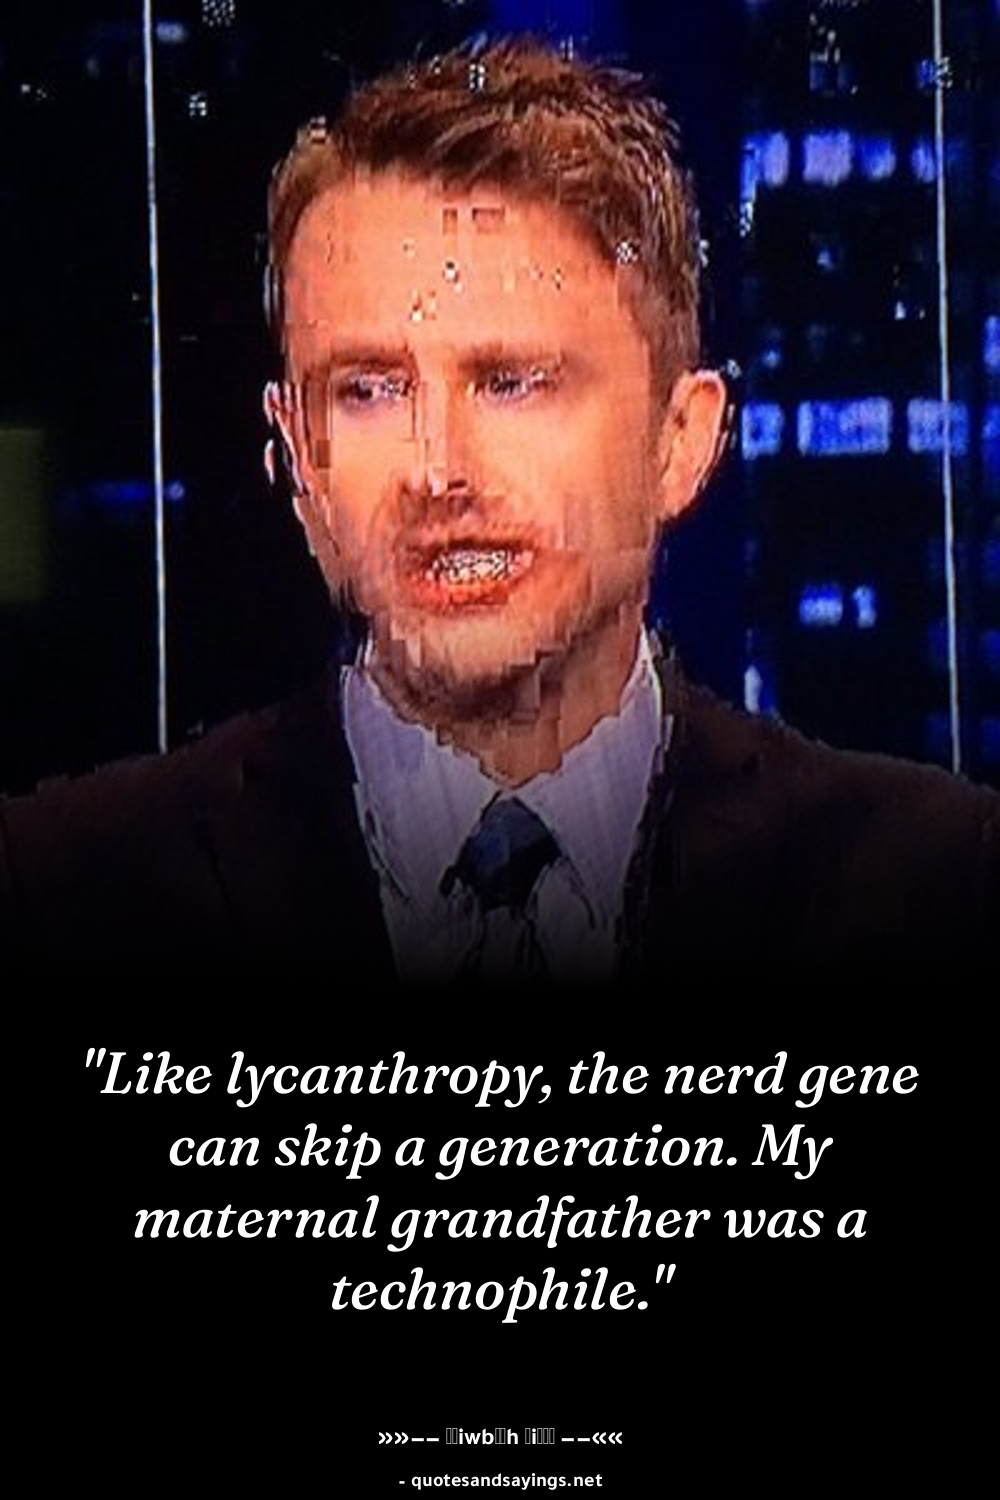 "Like lycanthropy, the nerd gene
can skip a generation. My
maternal grandfather was a
technophile."
- quotesandsayings.net